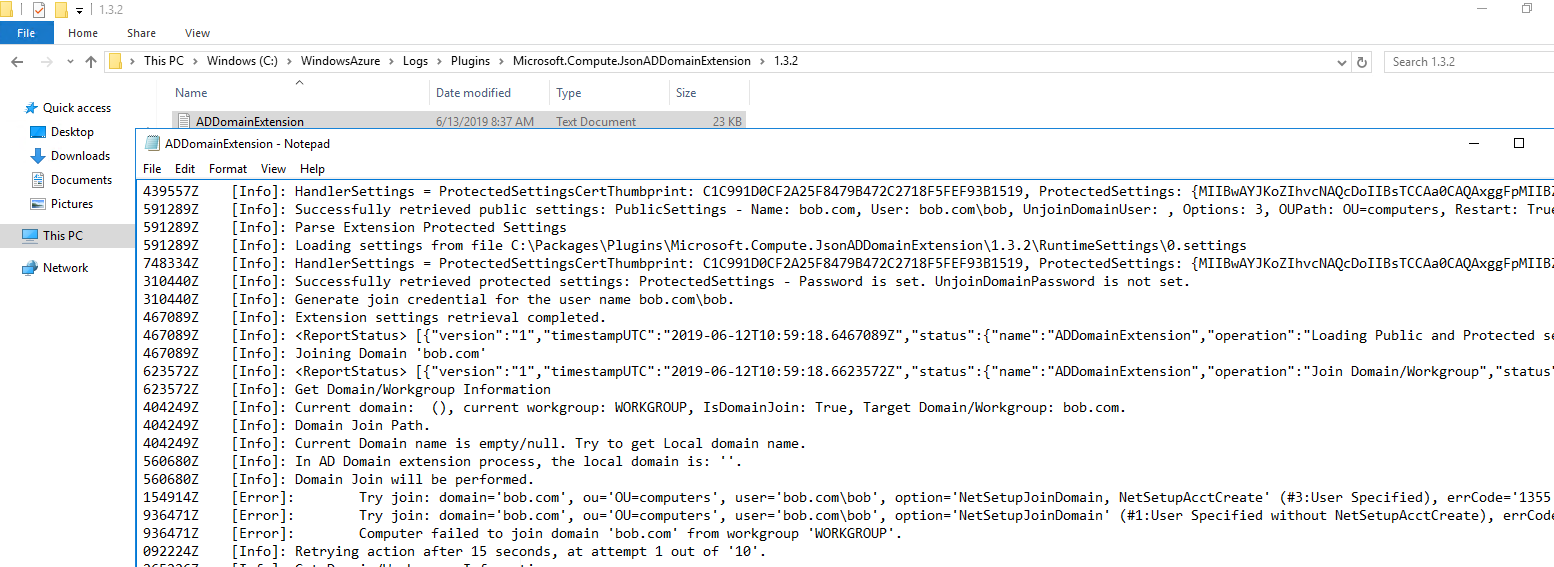 1.3.2
File Home Share View
This PC Windows (C:) WindowsAzure Logs Plugins Microsoft.Compute.JsonADDomainExtension 1.3.2 Search 1.3.2
Name Date modified Type Size
Quick access
ADDomainExtension 6/13/2019 8:37 AM Text Document 23 KB
Desktop
Downloads
Documents
Pictures
This PC
Network
ADDomainExtension - Notepad
File Edit Format View Help
439557Z [Info]: HandlerSettings = ProtectedSettingsCertThumbprint: C1C991D0CF2A25F8479B472C2718F5FEF93B1519, ProtectedSettings: {MIIBwAYJKoZIhvcNAQcDoIIBsTCCAa0CAQAxggFpMIIBZ
591289Z [Info]: Successfully retrieved public settings: PublicSettings - Name: bob.com, User: bob.com\bob, UnjoinDomainUser: , Options: 3, OUPath: OU=computers, Restart: True
591289Z [Info]: Parse Extension Protected Settings
591289Z [Info]: Loading settings from file C:\Packages\Plugins\Microsoft.Compute.JsonADDomainExtension\1.3.2\RuntimeSettings\0.settings
748334Z [Info]: HandlerSettings = ProtectedSettingsCertThumbprint: C1C991D0CF2A25F8479B472C2718F5FEF93B1519, ProtectedSettings: {MIIBwAYJKoZIhvcNAQcDoIIBsTCCAa0CAQAxggFpMIIBZ
310440Z [Info]: Successfully retrieved protected settings: ProtectedSettings - Password is set. UnjoinDomainPassword is not set.
310440Z [Info]: Generate join credential for the user name bob.com\bob.
467089Z [Info]: Extension settings retrieval completed.
467089Z [Info]: <ReportStatus> [{"version":"1","timestampUTC":"2019-06-12T10:59:18.6467089Z","status":{"name":"ADDomainExtension","operation":"Loading Public and Protected se
467089Z [Info]: Joining Domain 'bob.com'
623572Z [Info]: <ReportStatus> [{"version":"1","timestampUTC":"2019-06-12T10:59:18.6623572Z","status":{"name":"ADDomainExtension","operation":"Join Domain/Workgroup","status"
623572Z [Info]: Get Domain/Workgroup Information
404249Z [Info]: Current domain:  (), current workgroup: WORKGROUP, IsDomainJoin: True, Target Domain/Workgroup: bob.com.
404249Z [Info]: Domain Join Path.
404249Z [Info]: Current Domain name is empty/null. Try to get Local domain name.
560680Z [Info]: In AD Domain extension process, the local domain is: ''.
560680Z [Info]: Domain Join will be performed.
154914Z [Error]: Try join: domain='bob.com', ou='OU=computers', user='bob.com\bob', option='NetSetupJoinDomain, NetSetupAcctCreate' (#3:User Specified), errCode='1355
936471Z [Error]: Try join: domain='bob.com', ou='OU=computers', user='bob.com\bob', option='NetSetupJoinDomain' (#1:User Specified without NetSetupAcctCreate), errCode
936471Z [Error]: Computer failed to join domain 'bob.com' from workgroup 'WORKGROUP'.
092224Z [Info]: Retrying action after 15 seconds, at attempt 1 out of '10'.